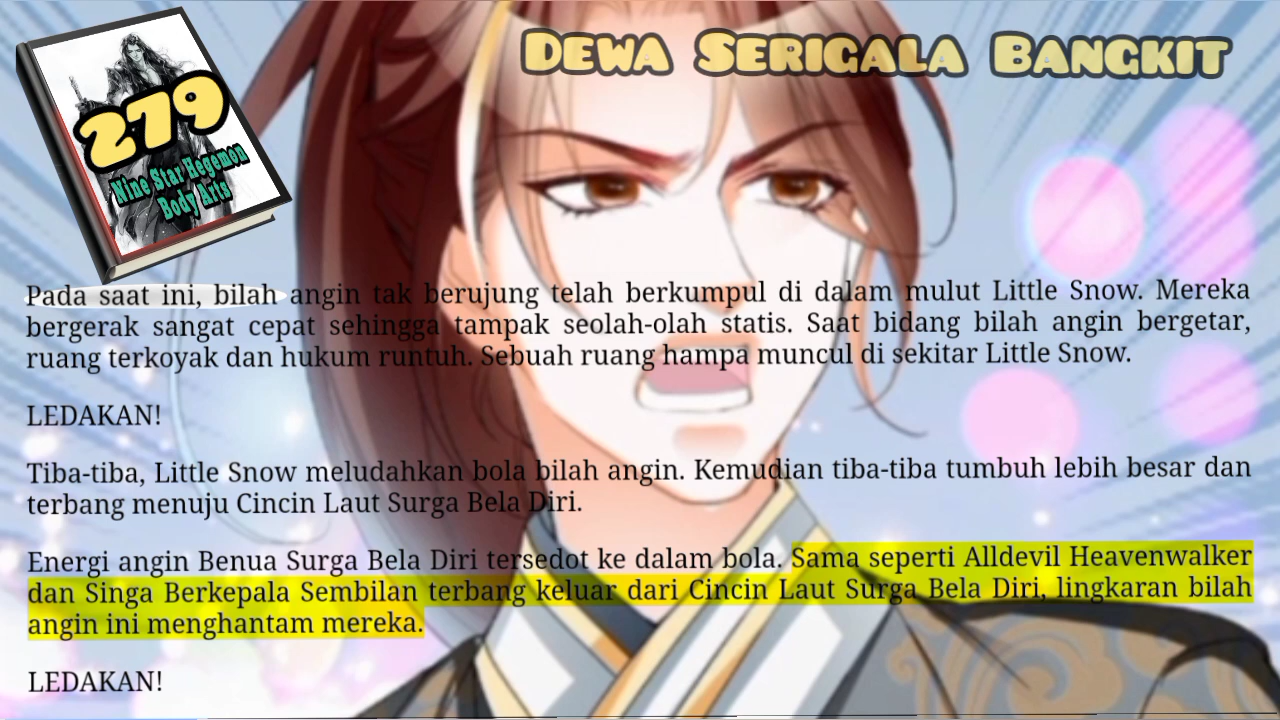 DEWA SERIGALA BANGKIT
279
Nine Star Hegemon
Body Arts
Pada saat ini, bilah angin tak berujung telah berkumpul di dalam mulut Little Snow. Mereka
bergerak sangat cepat sehingga tampak seolah-olah statis. Saat bidang bilah angin bergetar,
ruang terkoyak dan hukum runtuh. Sebuah ruang hampa muncul di sekitar Little Snow.
LEDAKAN!
Tiba-tiba, Little Snow meludahkan bola bilah angin. Kemudian tiba-tiba tumbuh lebih besar dan
terbang menuju Cincin Laut Surga Bela Diri.
Energi angin Benua Surga Bela Diri tersedot ke dalam bola. Sama seperti Alldevil Heavenwalker
dan Singa Berkepala Sembilan terbang keluar dari Cincin Laut Surga Bela Diri, lingkaran bilah
angin ini menghantam mereka.
LEDAKAN!